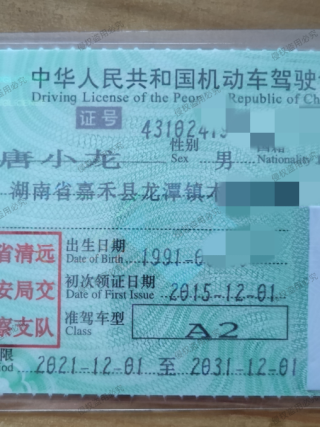 中华人民共和国机动车驾驶
Driving License of the People's Republic of China
证号 43102419
唐小龙 性别 男
Sex Nationality
湖南省嘉禾县龙潭镇
省清远
安局交
察支队
出生日期 1991-0
Date of Birth
初次领证日期 2015-12-01
Date of First Issue
准驾车型 A2
Class
限 2021-12-01 至 2031-12-01